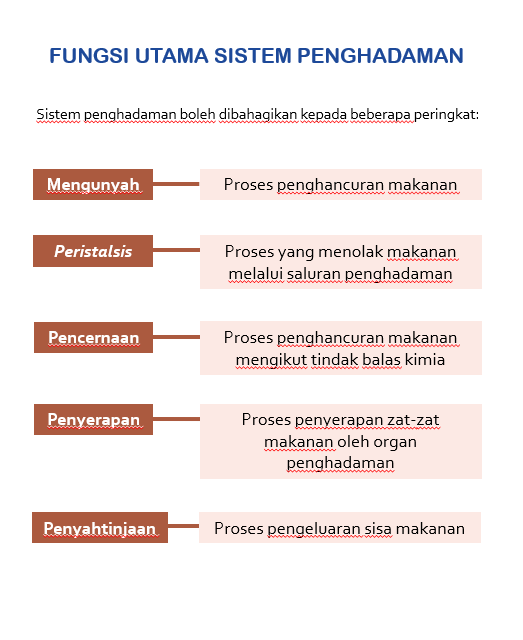 FUNGSI UTAMA SISTEM PENGHADAMAN
Sistem penghadaman boleh dibahagikan kepada beberapa peringkat:
Mengunyah
Proses penghancuran makanan
Peristalsis
Proses yang menolak makanan
melalui saluran penghadaman
Pencernaan
Proses penghancuran makanan
mengikut tindak balas kimia
Penyerapan
Proses penyerapan zat-zat
makanan oleh organ
penghadaman
Penyahtinjaan
Proses pengeluaran sisa makanan